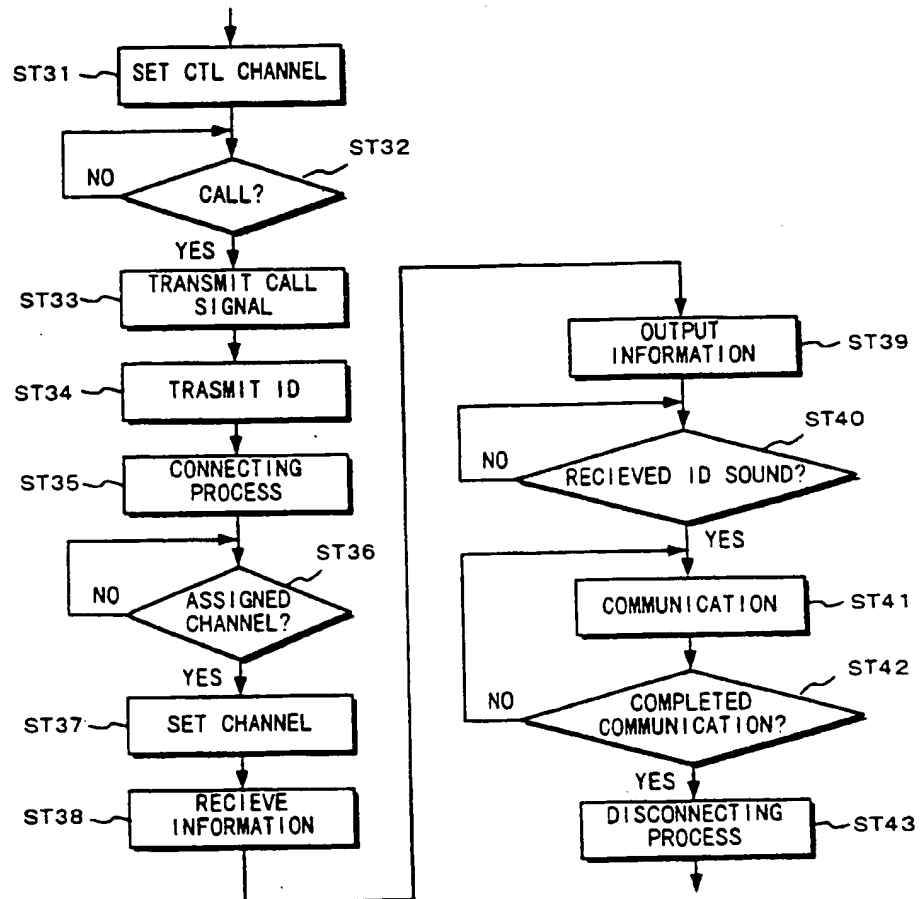 ST31
SET CTL CHANNEL
ST32
NO
CALL?
YES
ST33
TRANSMIT CALL
SIGNAL
ST34
TRASMIT ID
ST35
CONNECTING
PROCESS
ST36
NO
ASSIGNED
CHANNEL?
YES
ST37
SET CHANNEL
ST38
RECIEVE
INFORMATION
OUTPUT
INFORMATION
ST39
ST40
NO
RECIEVED ID SOUND?
YES
COMMUNICATION
ST41
ST42
NO
COMPLETED
COMMUNICATION?
YES
DISCONNECTING
PROCESS
ST43